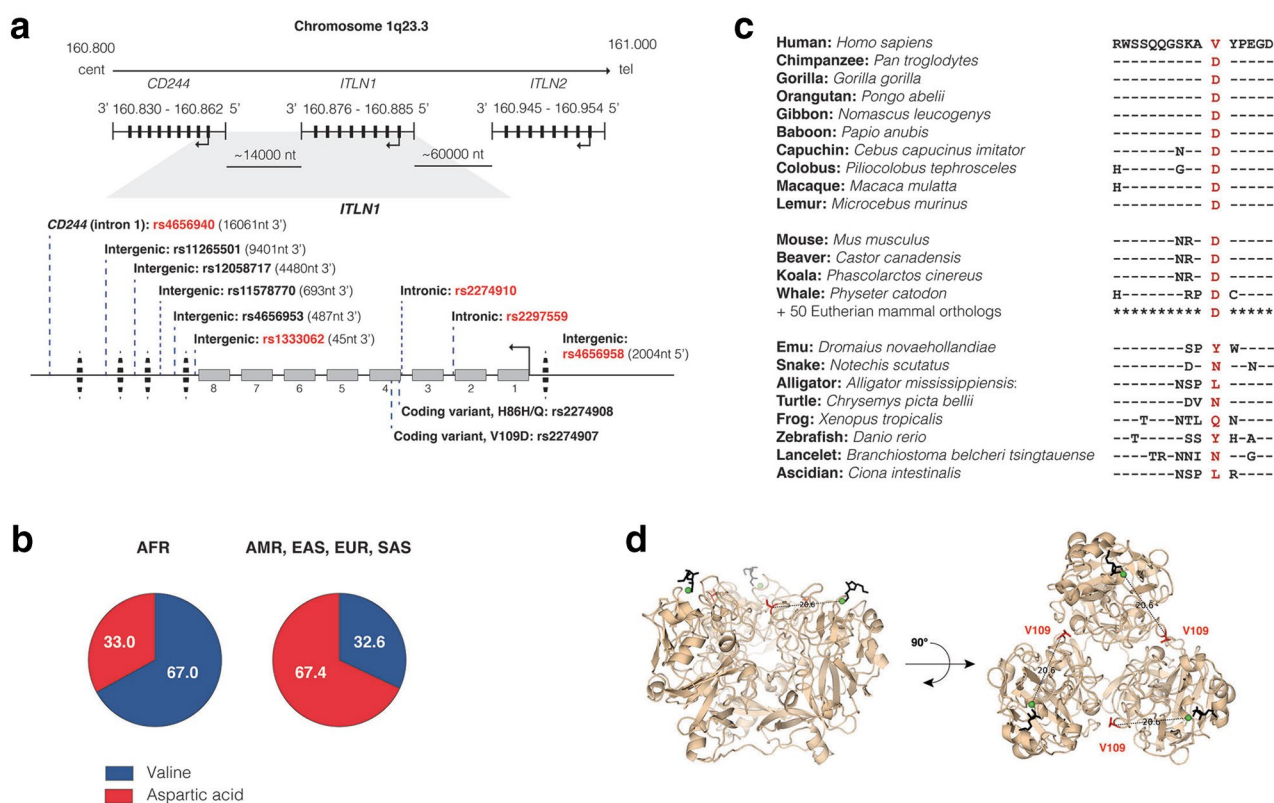 a
Chromosome 1q23.3
160.800
161.000
cent
tel
CD244
ITLN1
ITLN2
3' 160.830 - 160.862 5'
3' 160.876 - 160.885 5'
3' 160.945 - 160.954 5'
~14000 nt
~60000 nt
ITLN1
CD244 (intron 1): rs4656940 (16061nt 3')
Intergenic: rs11265501 (9401nt 3')
Intergenic: rs12058717 (4480nt 3')
Intergenic: rs11578770 (693nt 3')
Intronic: rs2274910
Intergenic: rs4656953 (487nt 3')
Intronic: rs2297559
Intergenic: rs1333062 (45nt 3')
Intergenic:
rs4656958 (2004nt 5')
8 7 6 5 4 3 2 1
Coding variant, H86H/Q: rs2274908
Coding variant, V109D: rs2274907
b
AFR
AMR, EAS, EUR, SAS
33.0
67.0
32.6
67.4
Valine
Aspartic acid
c
Human: Homo sapiens RWSSQQGSKA V YPEGD
Chimpanzee: Pan troglodytes ---------- D -----
Gorilla: Gorilla gorilla ---------- D -----
Orangutan: Pongo abelii ---------- D -----
Gibbon: Nomascus leucogenys ---------- D -----
Baboon: Papio anubis ---------- D -----
Capuchin: Cebus capucinus imitator -------N-- D -----
Colobus: Piliocolobus tephrosceles H------G-- D -----
Macaque: Macaca mulatta H--------- D -----
Lemur: Microcebus murinus ---------- D -----
Mouse: Mus musculus -------NR- D -----
Beaver: Castor canadensis -------NR- D -----
Koala: Phascolarctos cinereus -------NR- D -----
Whale: Physeter catodon H-------RP D C----
+ 50 Eutherian mammal orthologs ********** D *****
Emu: Dromaius novaehollandiae --------SP Y W----
Snake: Notechis scutatus --------D- N --N--
Alligator: Alligator mississippiensis: -------NSP L -----
Turtle: Chrysemys picta bellii --------DV N -----
Frog: Xenopus tropicalis ---T---NTL Q N----
Zebrafish: Danio rerio --T-----SS Y H-A--
Lancelet: Branchiostoma belcheri tsingtauense ----TR-NNI N --G--
Ascidian: Ciona intestinalis -------NSP L R----
d
20.6
90°
20.6
V109
V109
20.6
20.6
V109